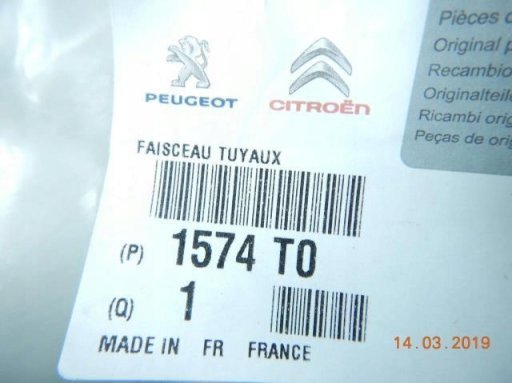 PEUGEOT
CITROËN
Pièces
Original
Recambio
Originalteile
Ricambi orig
Peças de orig
FAISCEAU TUYAUX
(P) 1574 T0
(Q) 1
MADE IN FR FRANCE
14.03.2019